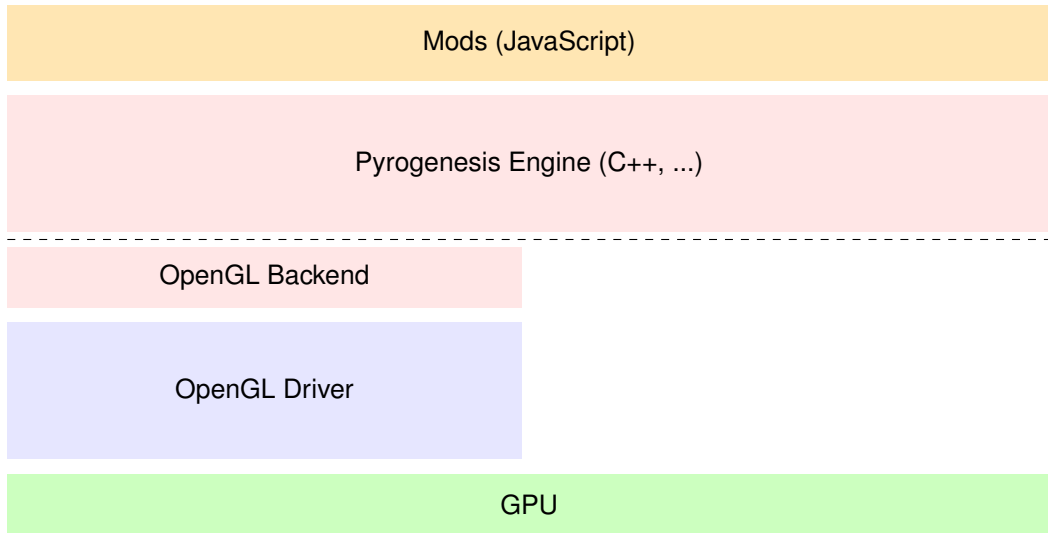 Mods (JavaScript)
Pyrogenesis Engine (C++, ...)
OpenGL Backend
OpenGL Driver
GPU